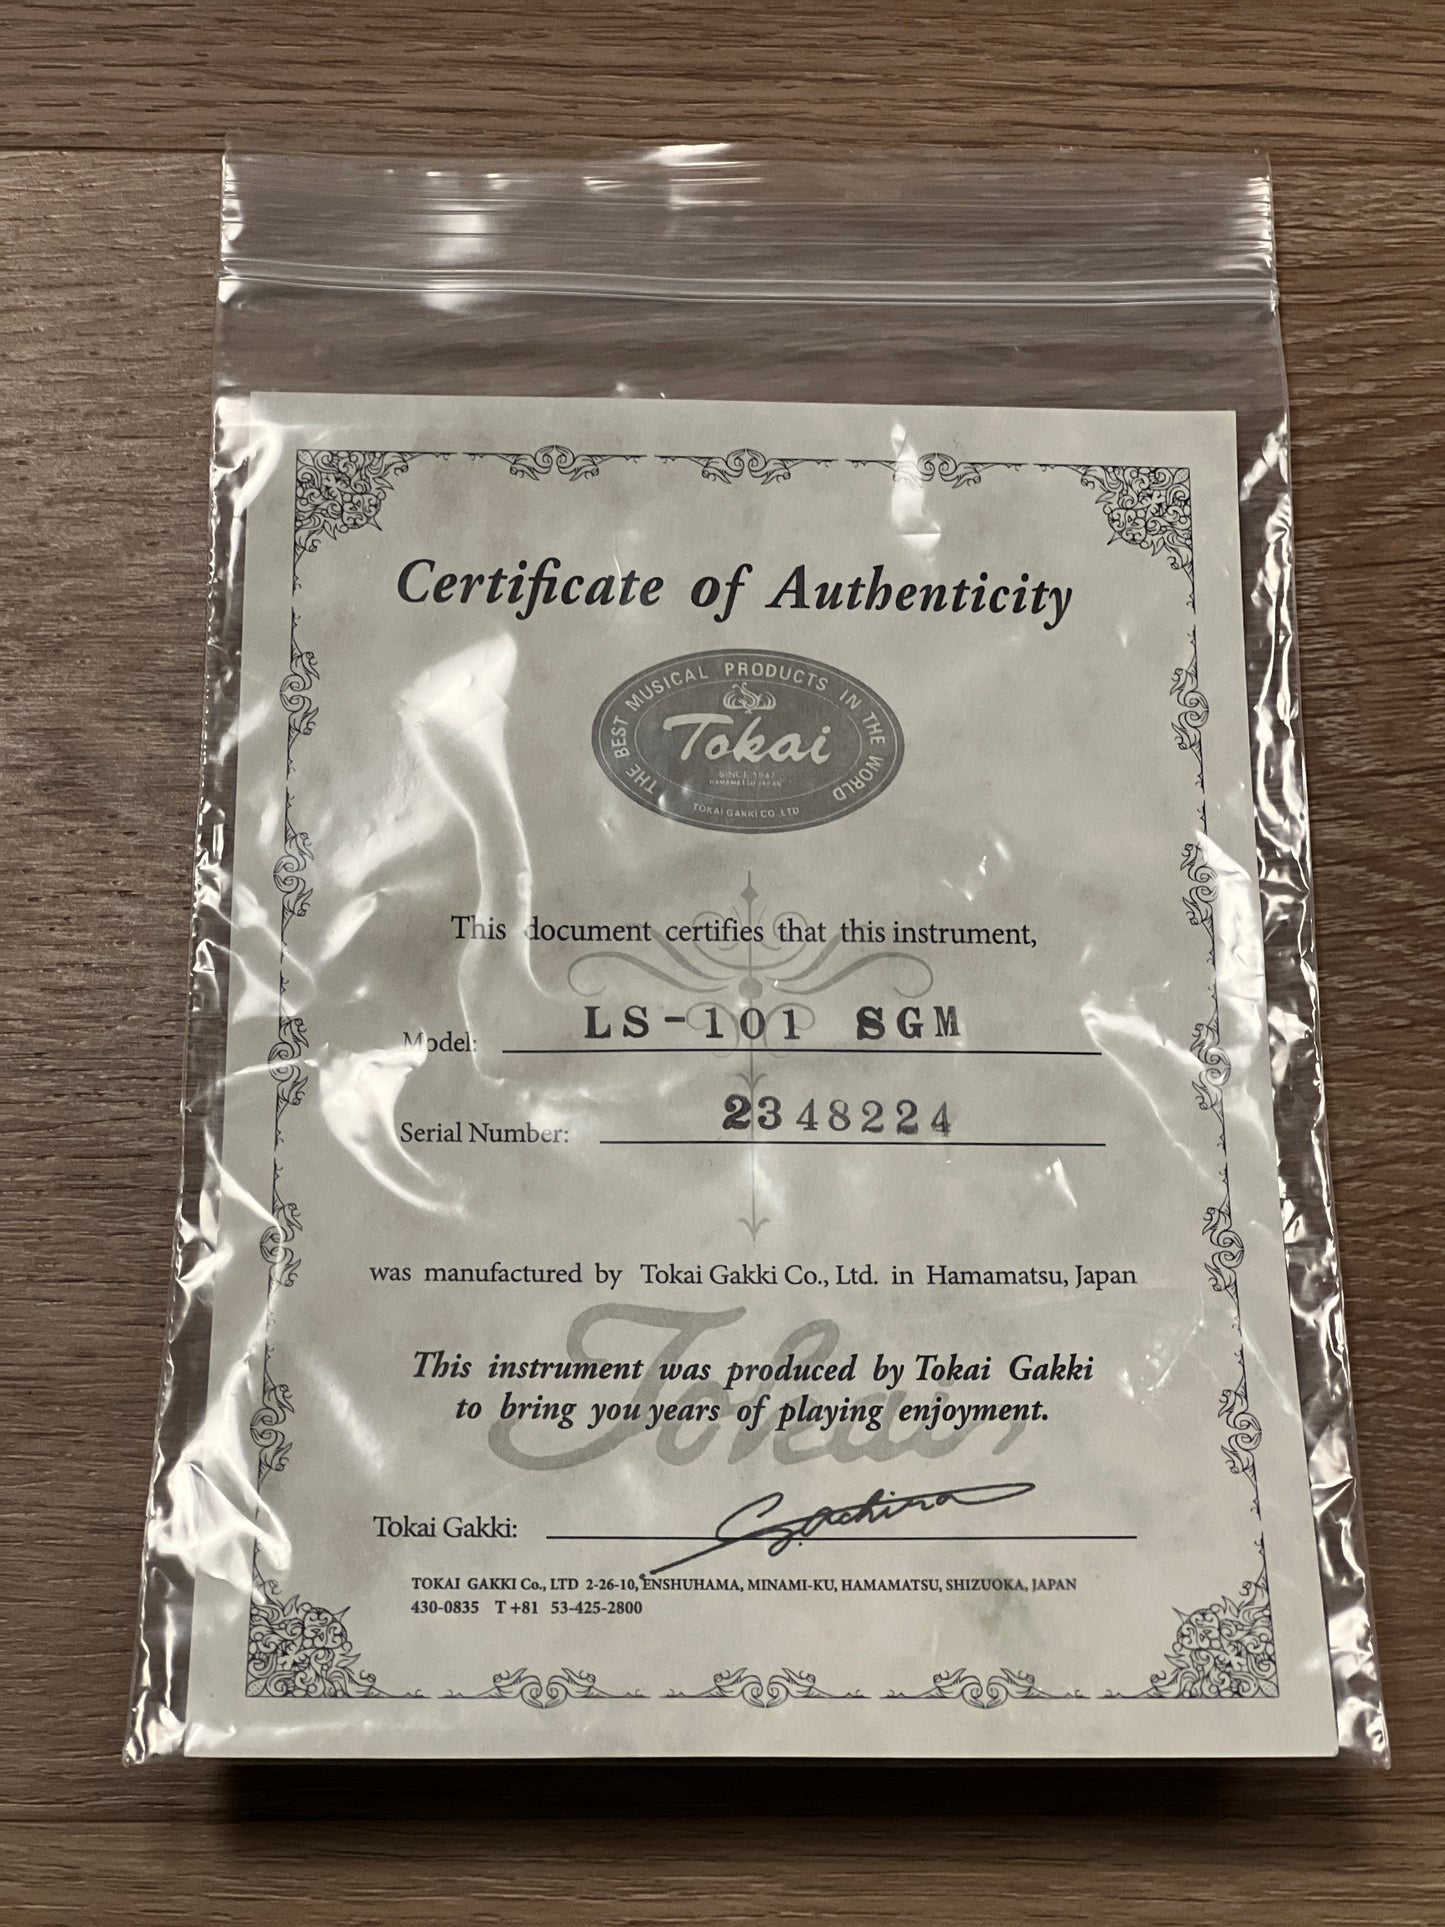 Certificate of Authenticity
THE BEST MUSICAL PRODUCTS IN THE WORLD
Tokai
SINCE 1947
HAMAMATSU JAPAN
TOKAI GAKKI CO .LTD
This document certifies that this instrument,
Model: LS-101 SGM
Serial Number: 2348224
was manufactured by Tokai Gakki Co., Ltd. in Hamamatsu, Japan
Tokai
This instrument was produced by Tokai Gakki
to bring you years of playing enjoyment.
Tokai Gakki:
TOKAI GAKKI Co., LTD 2-26-10, ENSHUHAMA, MINAMI-KU, HAMAMATSU, SHIZUOKA, JAPAN
430-0835 T +81 53-425-2800